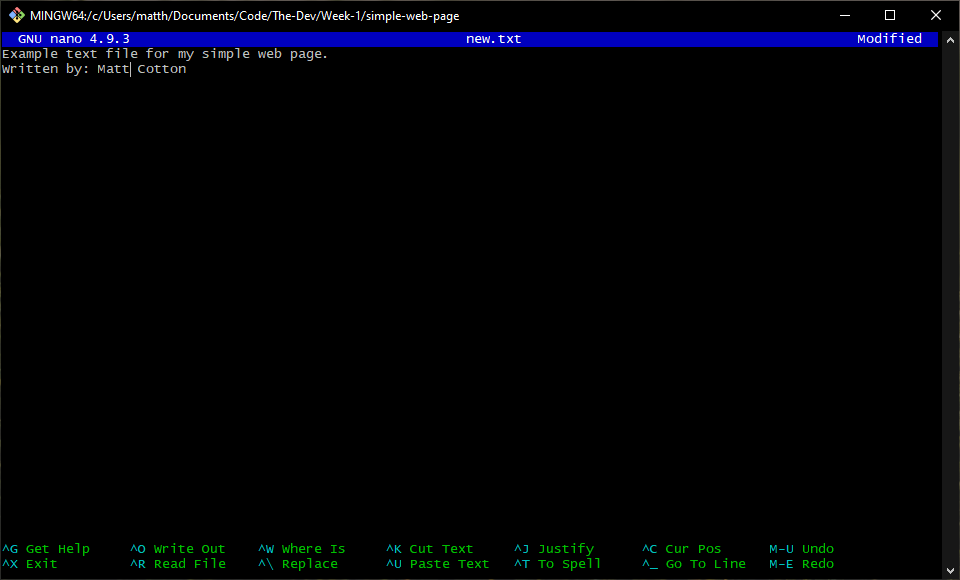 MINGW64:/c/Users/matth/Documents/Code/The-Dev/Week-1/simple-web-page
GNU nano 4.9.3 new.txt Modified
Example text file for my simple web page.
Written by: Matt Cotton
^G Get Help ^O Write Out ^W Where Is ^K Cut Text ^J Justify ^C Cur Pos M-U Undo
^X Exit ^R Read File ^\ Replace ^U Paste Text ^T To Spell ^_ Go To Line M-E Redo